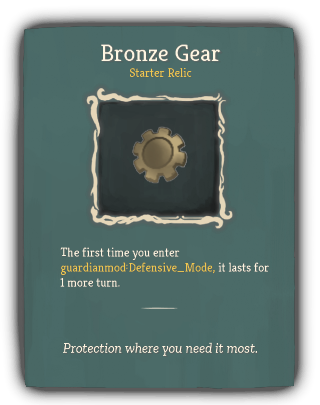 Bronze Gear
Starter Relic
The first time you enter
guardianmod:Defensive_Mode, it lasts for
1 more turn.
Protection where you need it most.